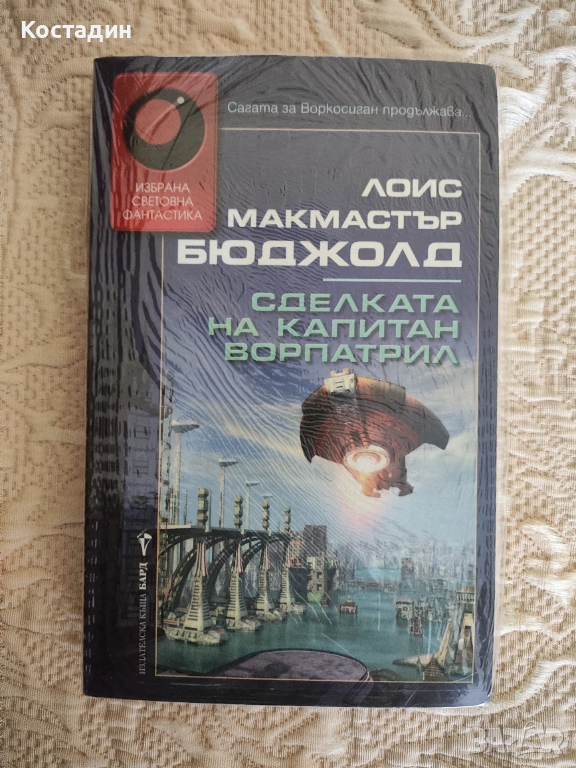 Костадин
Сагата за Воркосиган продължава...
ИЗБРАНА
СВЕТОВНА
ФАНТАСТИКА
ЛОИС
МАКМАСТЪР
БЮДЖОЛД
СДЕЛКАТА
НА КАПИТАН
ВОРПАТРИЛ
ИЗДАТЕЛСКА КЪЩА БАРД